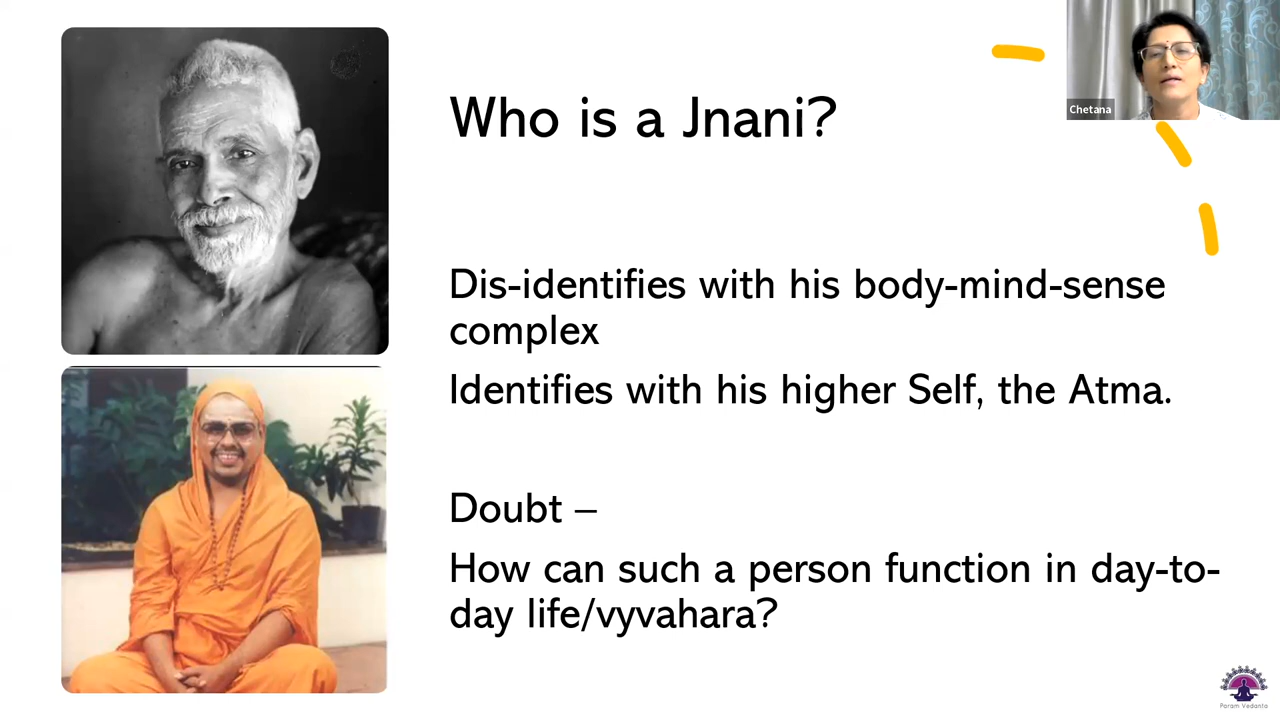 Chetana
Who is a Jnani?
Dis-identifies with his body-mind-sense
complex
Identifies with his higher Self, the Atma.
Doubt –
How can such a person function in day-to-
day life/vyvahara?
Param Vedanta